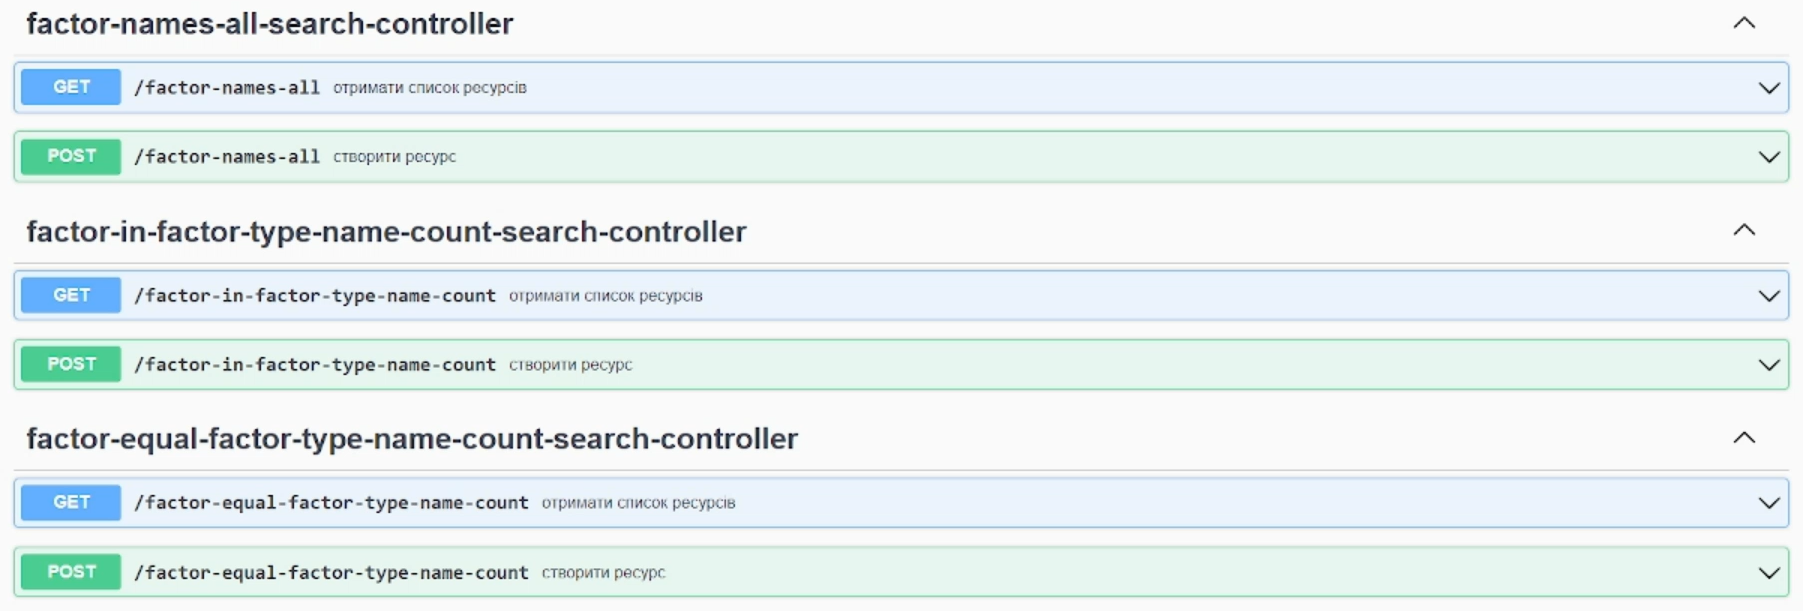 factor-names-all-search-controller
GET /factor-names-all отримати список ресурсів
POST /factor-names-all створити ресурс
factor-in-factor-type-name-count-search-controller
GET /factor-in-factor-type-name-count отримати список ресурсів
POST /factor-in-factor-type-name-count створити ресурс
factor-equal-factor-type-name-count-search-controller
GET /factor-equal-factor-type-name-count отримати список ресурсів
POST /factor-equal-factor-type-name-count створити ресурс